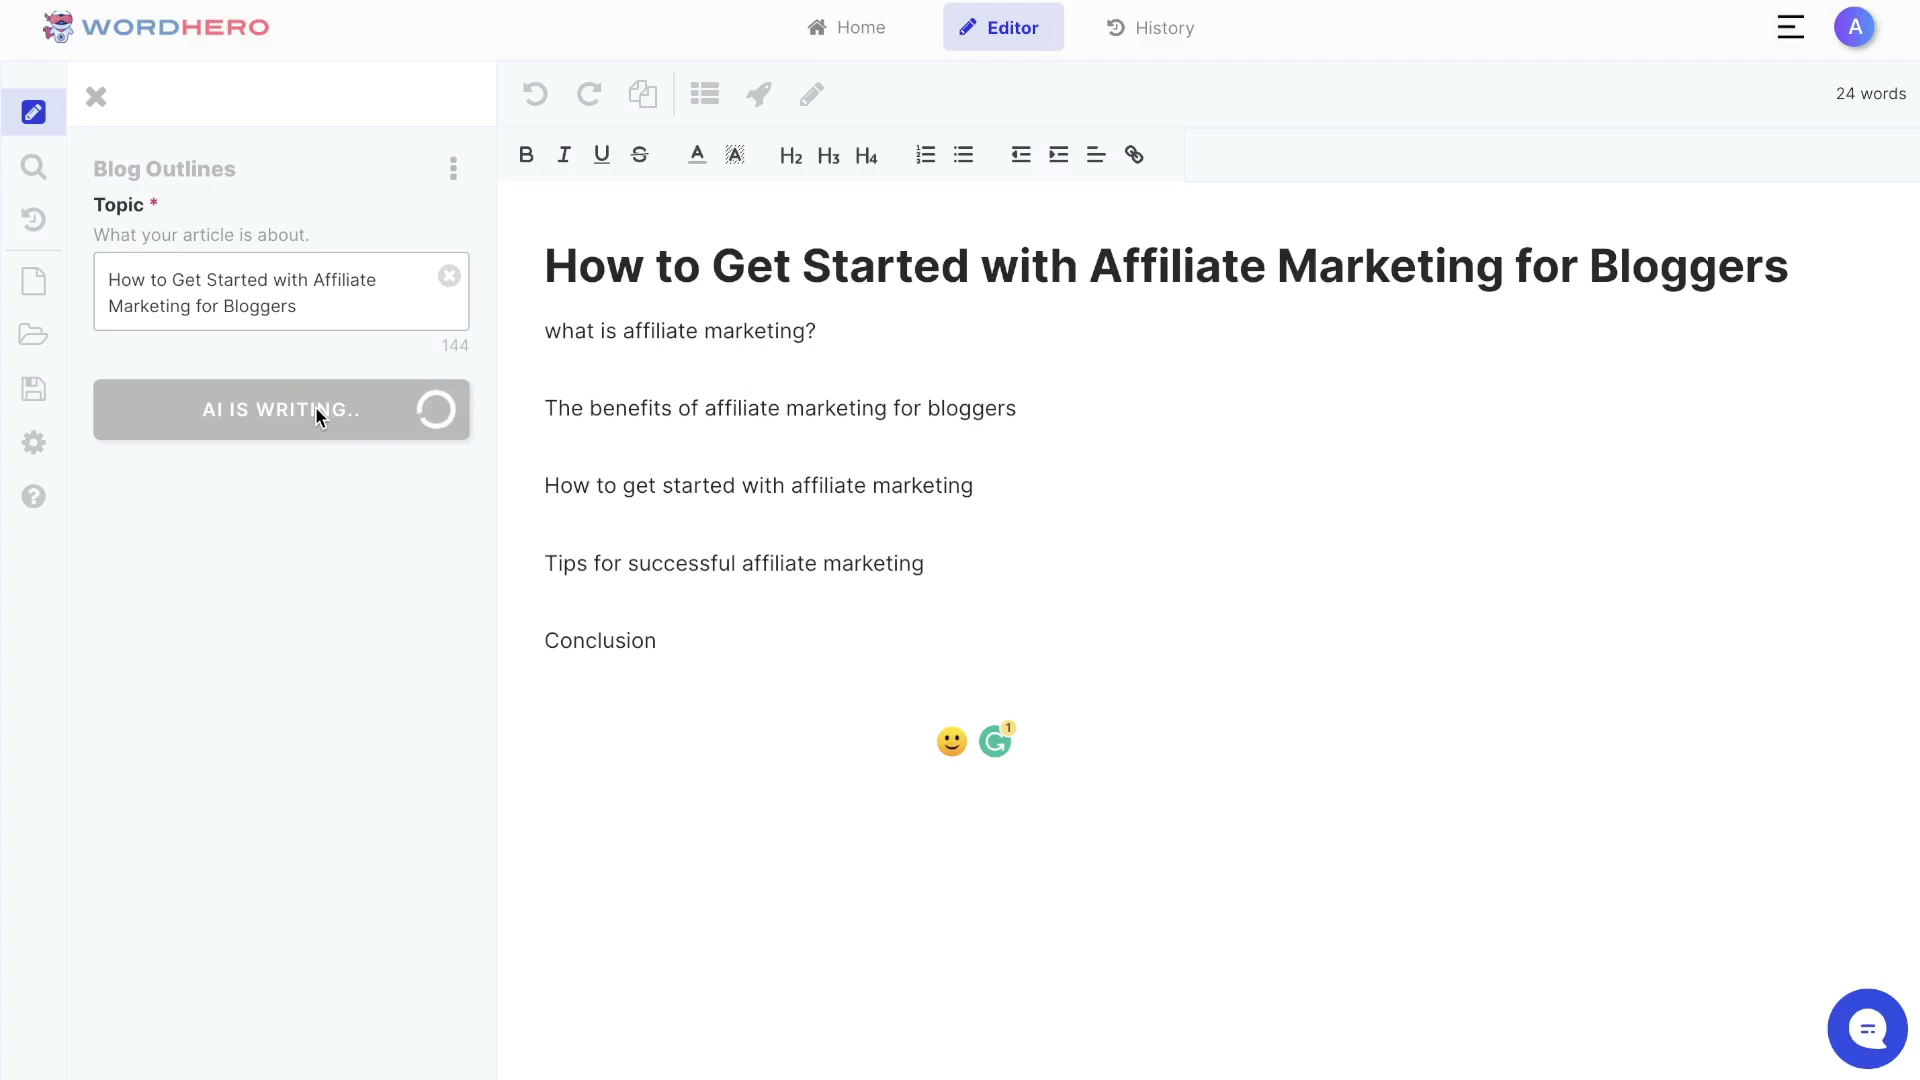 WORDHERO
Home
Editor
History
A
24 words
B I U S A A H2 H3 H4
Blog Outlines
Topic *
What your article is about.
How to Get Started with Affiliate
Marketing for Bloggers
144
AI IS WRITING..
How to Get Started with Affiliate Marketing for Bloggers
what is affiliate marketing?
The benefits of affiliate marketing for bloggers
How to get started with affiliate marketing
Tips for successful affiliate marketing
Conclusion
1